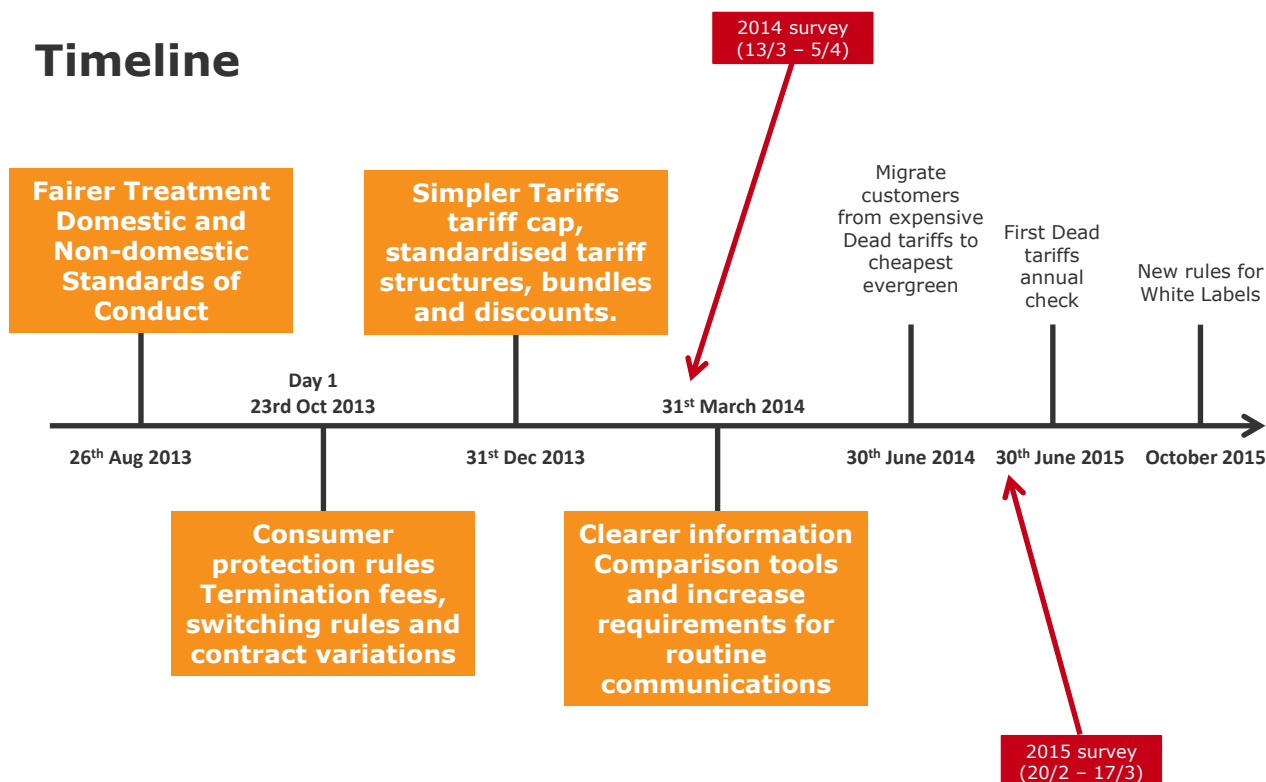 Timeline
2014 survey
(13/3 – 5/4)
Fairer Treatment
Domestic and
Non-domestic
Standards of
Conduct
Simpler Tariffs
tariff cap,
standardised tariff
structures, bundles
and discounts.
Migrate
customers
from expensive
Dead tariffs to
cheapest
evergreen
First Dead
tariffs
annual
check
New rules for
White Labels
Day 1
23rd Oct 2013
31st March 2014
26th Aug 2013
31st Dec 2013
30th June 2014
30th June 2015
October 2015
Consumer
protection rules
Termination fees,
switching rules and
contract variations
Clearer information
Comparison tools
and increase
requirements for
routine
communications
2015 survey
(20/2 – 17/3)